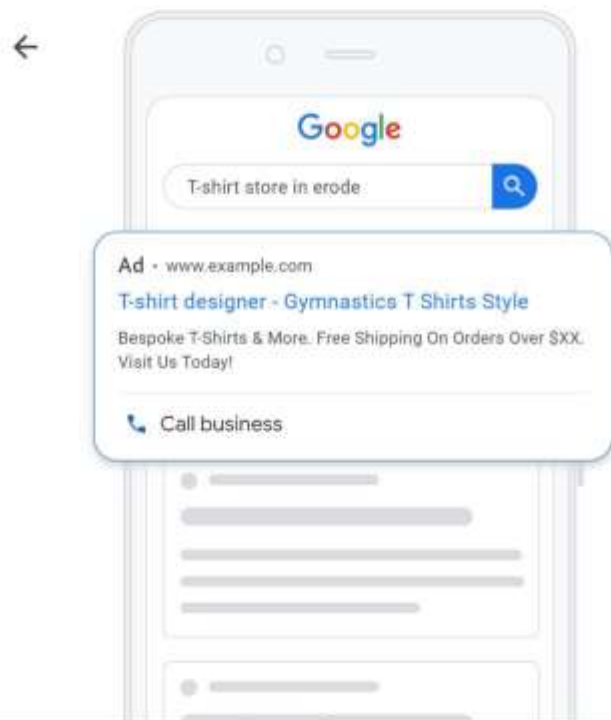 Google
T-shirt store in erode
Ad · www.example.com
T-shirt designer - Gymnastics T Shirts Style
Bespoke T-Shirts & More. Free Shipping On Orders Over $XX.
Visit Us Today!
Call business